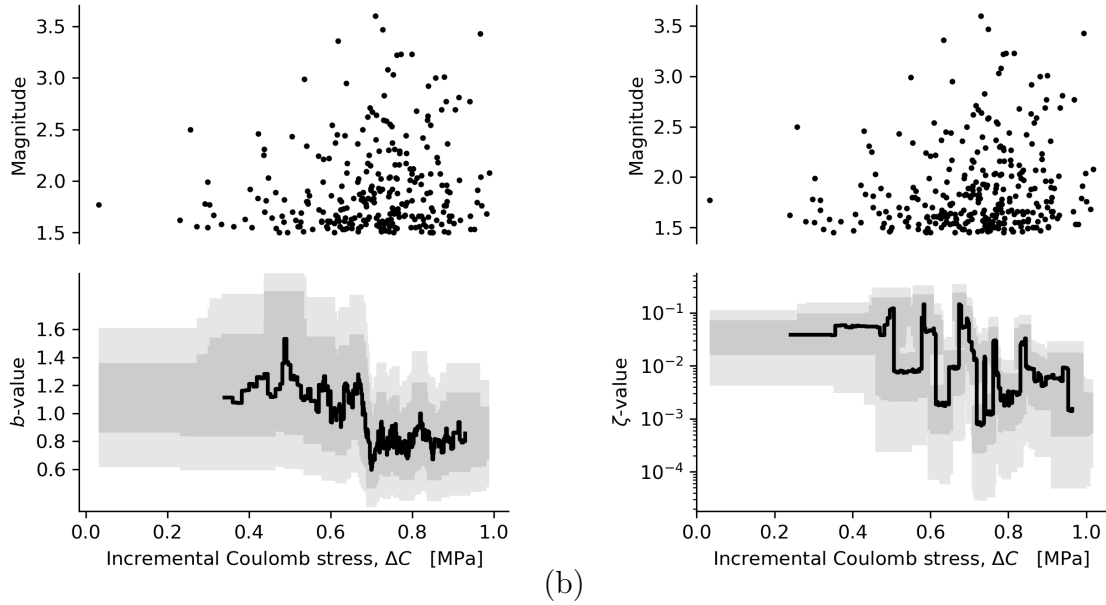 3.5
3.0
2.5
2.0
1.5
Magnitude
3.5
3.0
2.5
2.0
1.5
Magnitude
1.6
1.4
1.2
1.0
0.8
0.6
b-value
0.0 0.2 0.4 0.6 0.8 1.0
Incremental Coulomb stress, ΔC [MPa]
10⁻¹
10⁻²
10⁻³
10⁻⁴
ζ-value
0.0 0.2 0.4 0.6 0.8 1.0
Incremental Coulomb stress, ΔC [MPa]
(b)